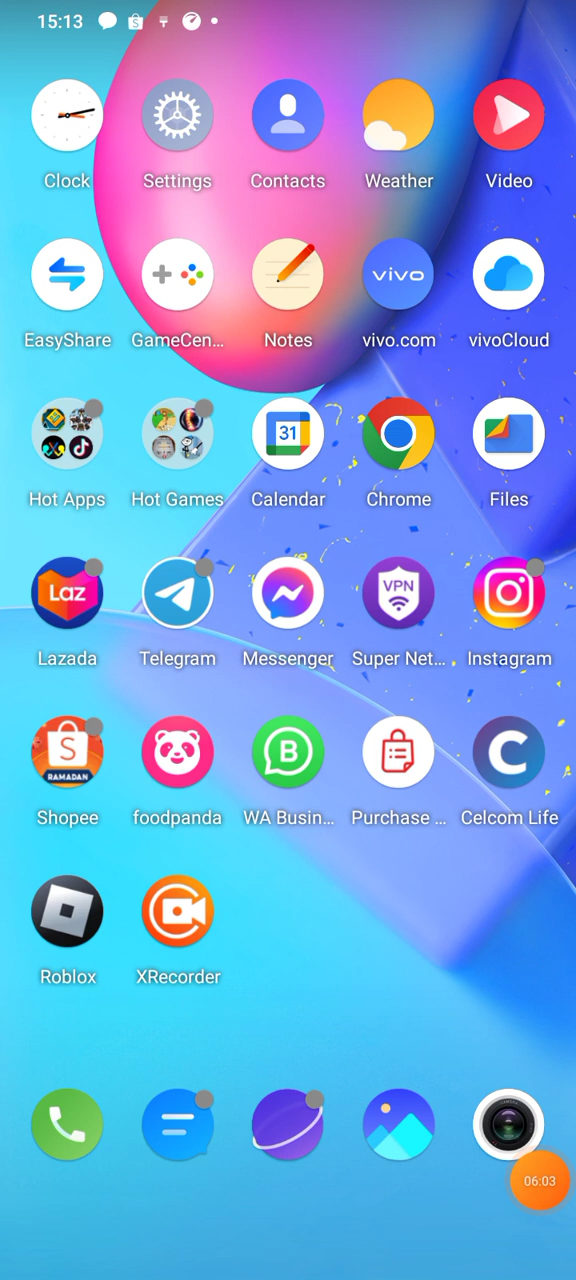 15:13
Clock Settings Contacts Weather Video
EasyShare GameCen... Notes vivo vivo.com vivoCloud
31
Hot Apps Hot Games Calendar Chrome Files
Laz VPN
Lazada Telegram Messenger Super Net... Instagram
S B C
RAMADAN
Shopee foodpanda WA Busin... Purchase ... Celcom Life
Roblox XRecorder
06:03